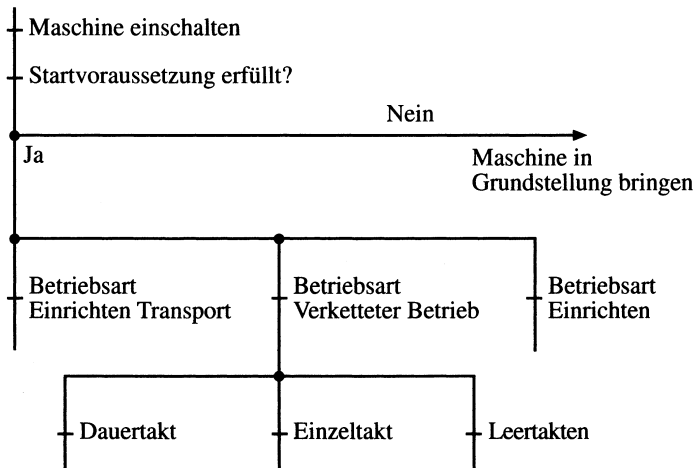 Maschine einschalten
Startvoraussetzung erfüllt?
Nein
Ja
Maschine in
Grundstellung bringen
Betriebsart
Einrichten Transport
Betriebsart
Verketteter Betrieb
Betriebsart
Einrichten
Dauertakt
Einzeltakt
Leertakten